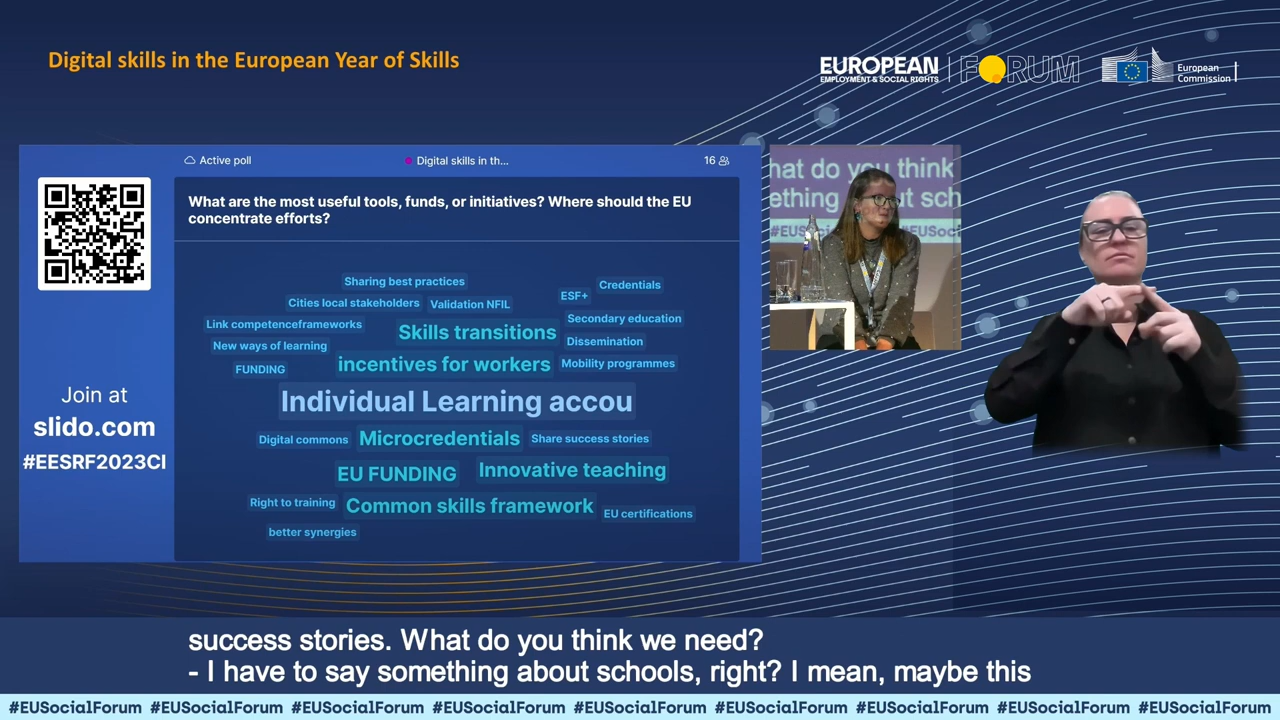 Digital skills in the European Year of Skills
EUROPEAN
EMPLOYMENT & SOCIAL RIGHTS
FORUM
European
Commission
Active poll
Digital skills in th...
16
What are the most useful tools, funds, or initiatives? Where should the EU
concentrate efforts?
Join at
slido.com
#EESRF2023CI
Sharing best practices
Credentials
Cities local stakeholders
Validation NFIL
ESF+
Link competenceframeworks
Skills transitions
Secondary education
New ways of learning
Dissemination
FUNDING
incentives for workers
Mobility programmes
Individual Learning accou
Digital commons
Microcredentials
Share success stories
EU FUNDING
Innovative teaching
Right to training
Common skills framework
EU certifications
better synergies
hat do you think
ething about sch
#EUSoci
#EUSoci
success stories. What do you think we need?
- I have to say something about schools, right? I mean, maybe this
#EUSocialForum #EUSocialForum #EUSocialForum #EUSocialForum #EUSocialForum #EUSocialForum #EUSocialForum #EUSocialForum #EUSocialForum